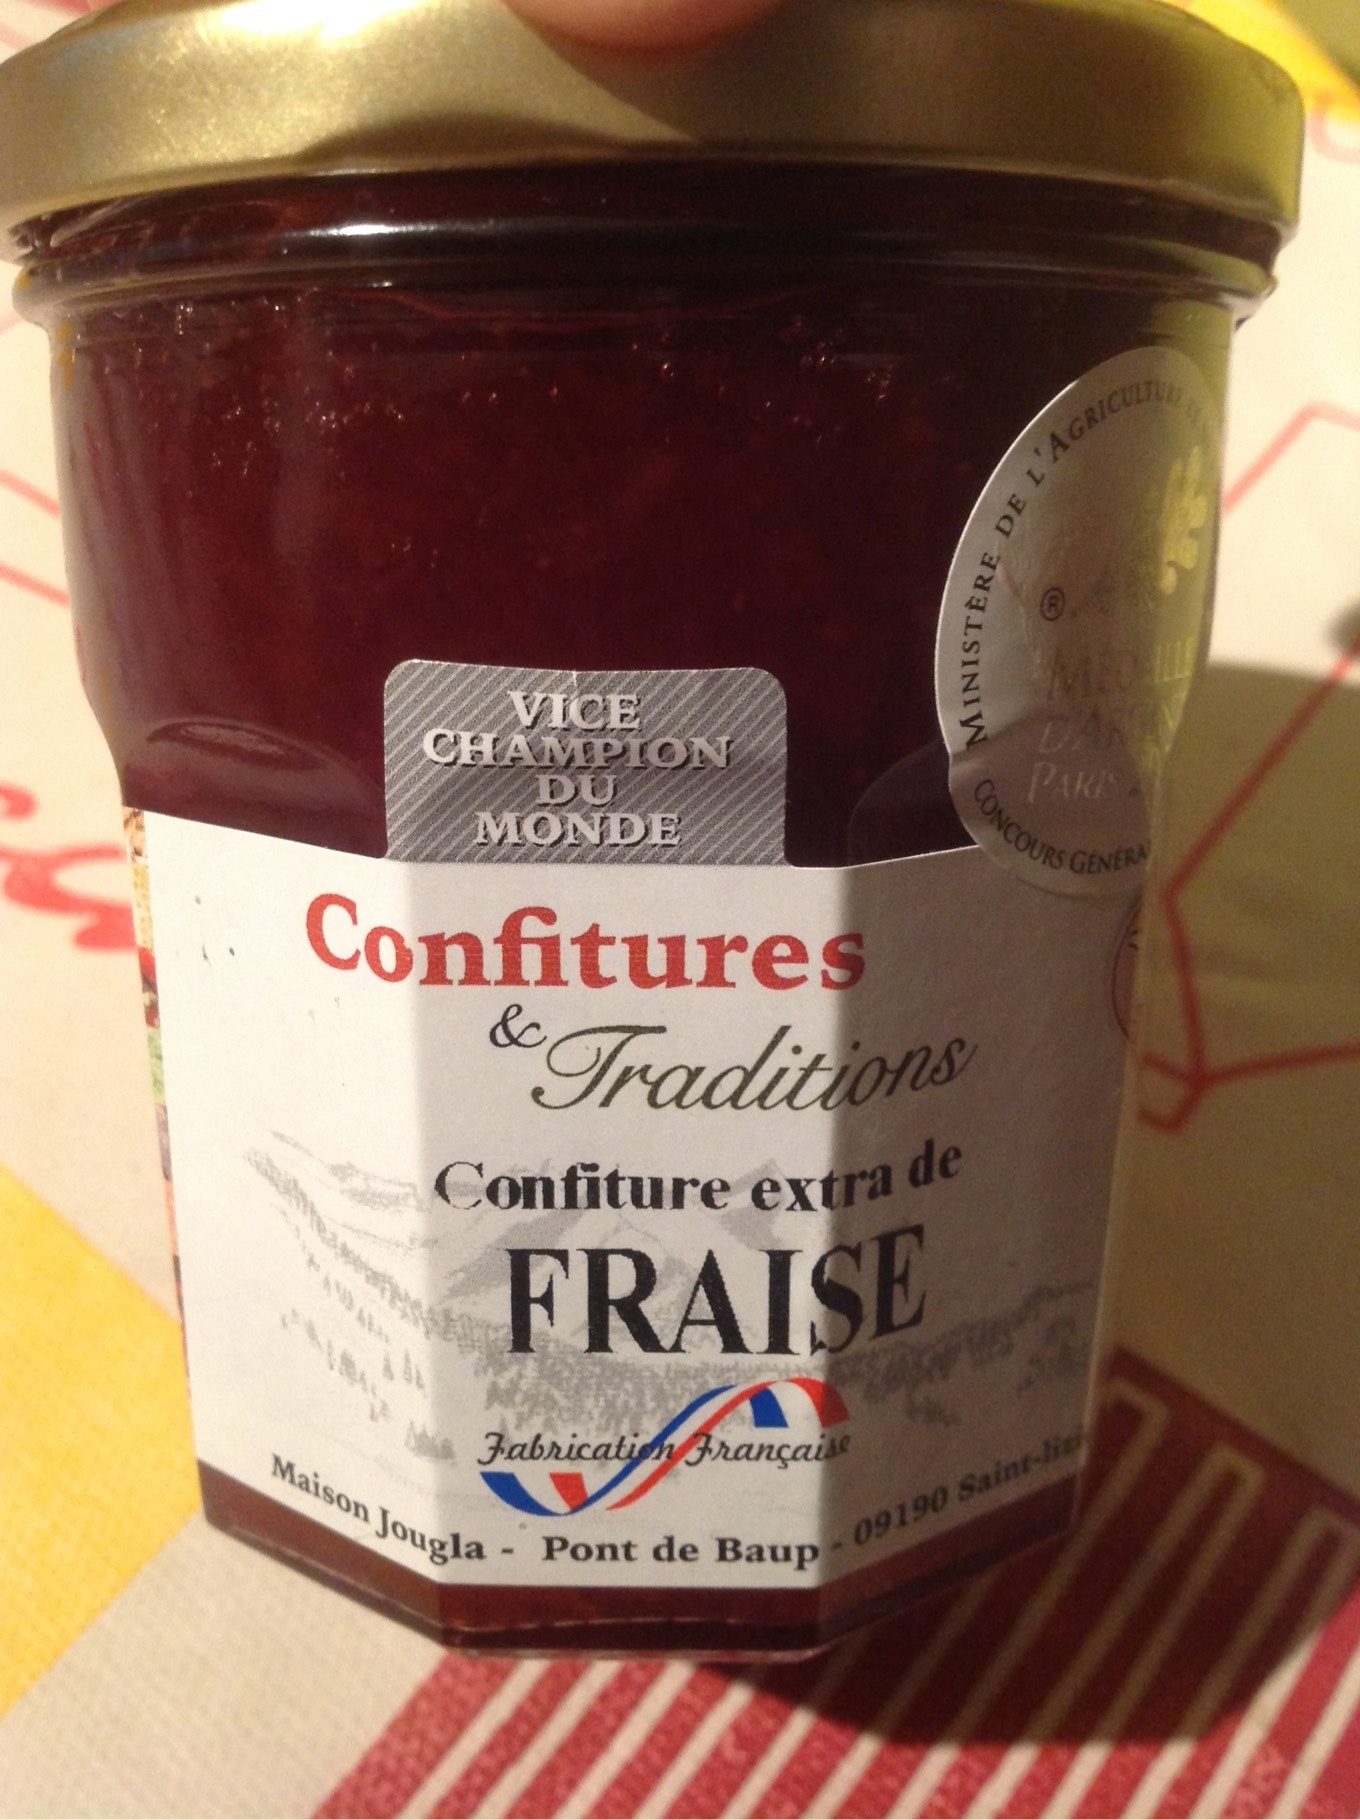 MINISTÈRE DE L'AGRICULTURE
®
PARIS
CONCOURS GÉNÉRAL
VICE
CHAMPION
DU
MONDE
Confitures
& Traditions
Confiture extra de
FRAISE
Fabrication Française
Maison Jougla - Pont de Baup - 09190